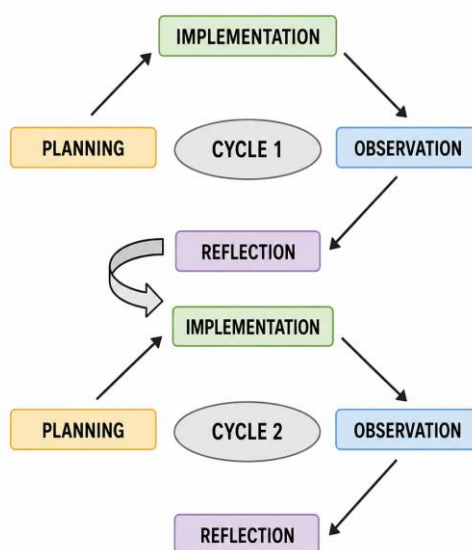 IMPLEMENTATION
PLANNING
CYCLE 1
OBSERVATION
REFLECTION
IMPLEMENTATION
PLANNING
CYCLE 2
OBSERVATION
REFLECTION